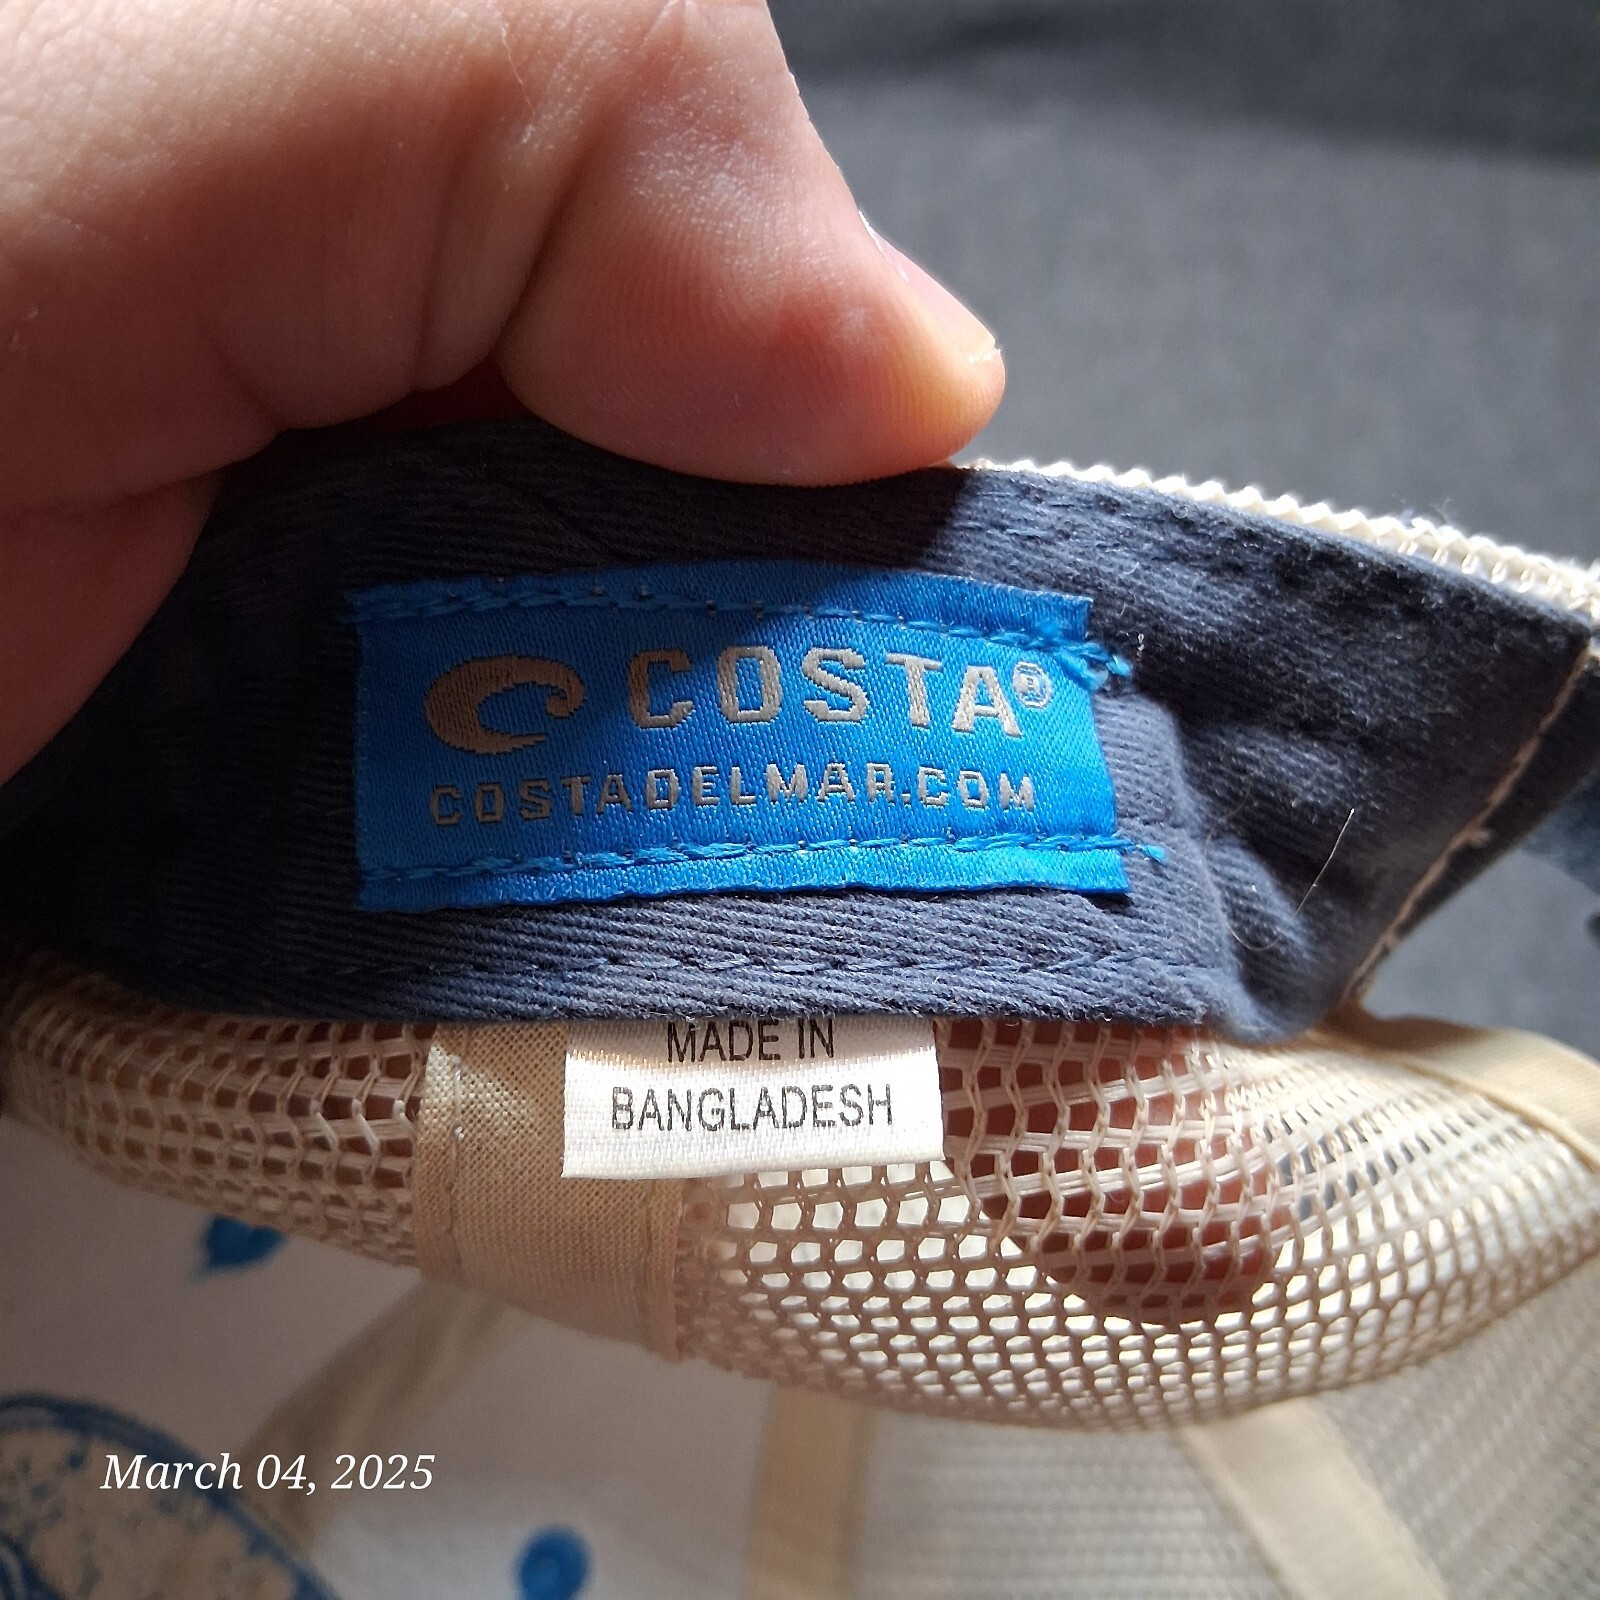 COSTA®
COSTADELMAR.COM
MADE IN
BANGLADESH
March 04, 2025